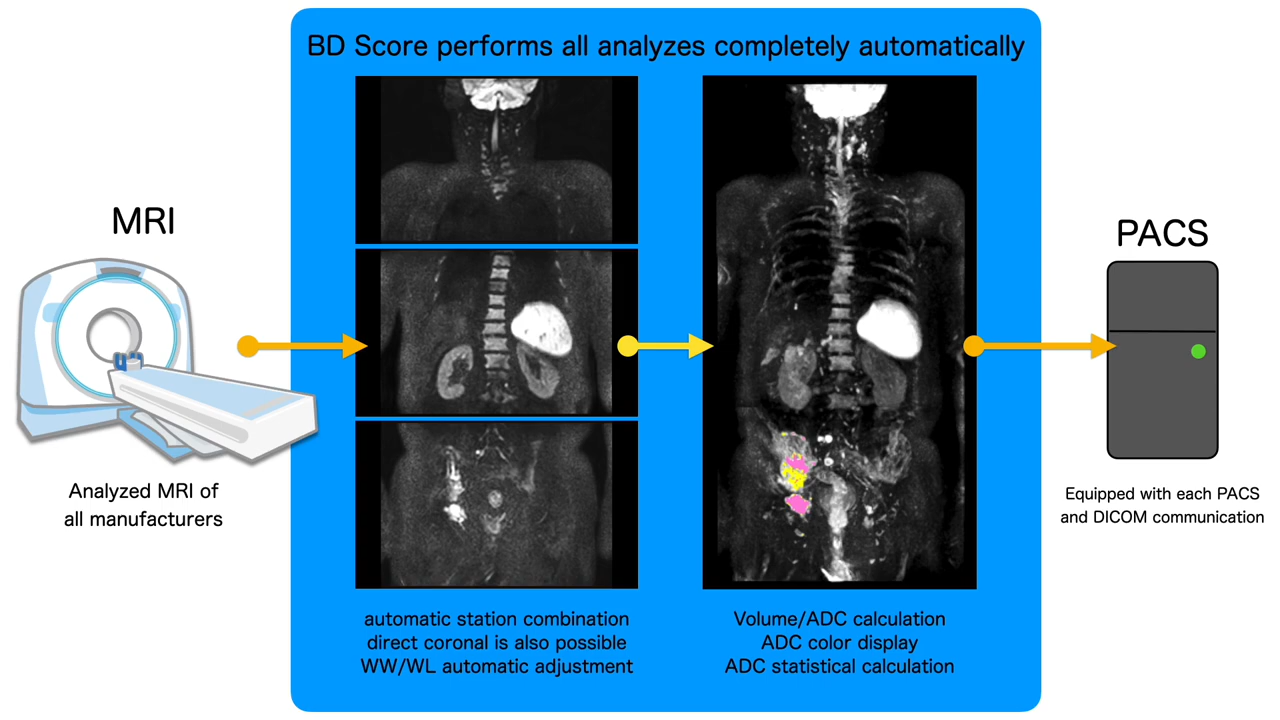 BD Score performs all analyzes completely automatically
MRI
Analyzed MRI of
all manufacturers
automatic station combination
direct coronal is also possible
WW/WL automatic adjustment
Volume/ADC calculation
ADC color display
ADC statistical calculation
PACS
Equipped with each PACS
and DICOM communication